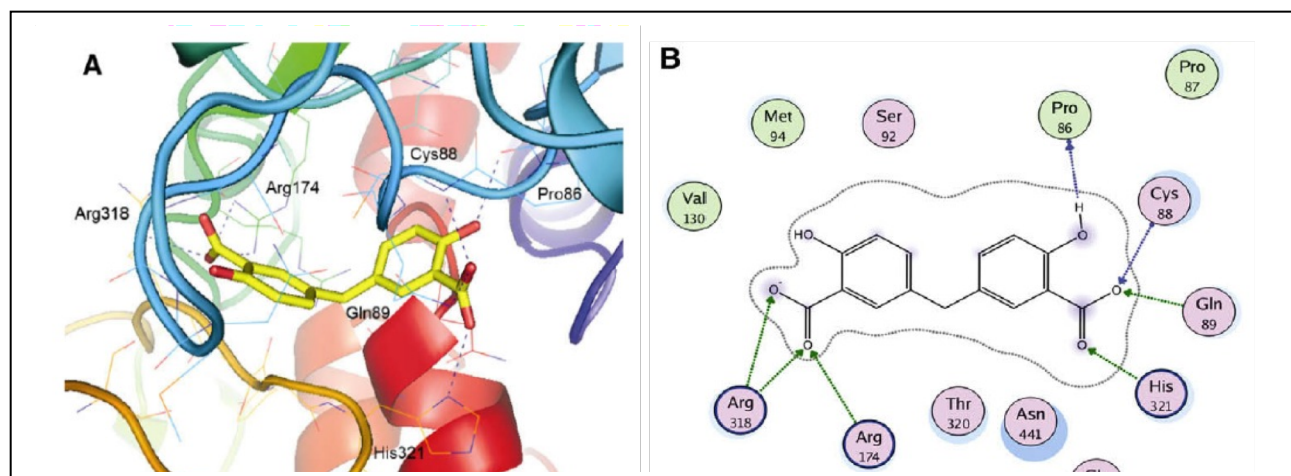 A
Cys88
Arg174
Pro86
Arg318
Gln89
His321
B
Pro
87
Pro
86
Met
94
Ser
92
Cys
88
Val
130
H
HO
O
O-
O
Gln
89
O
O
His
321
Arg
318
Thr
320
Asn
441
Arg
174